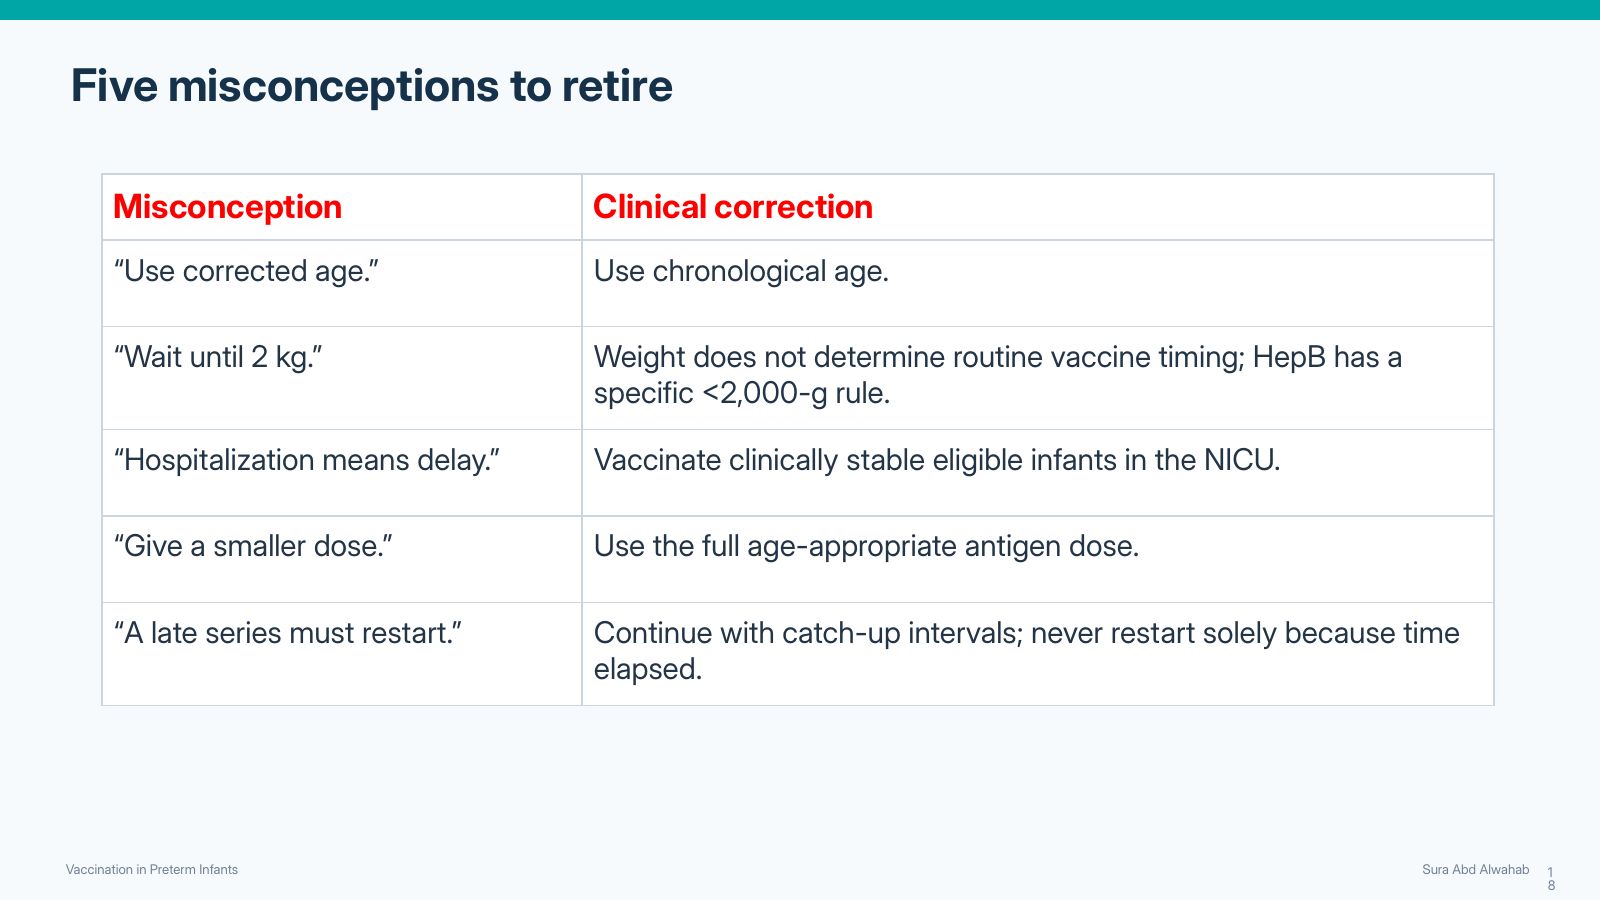 Five misconceptions to retire
Misconception
Clinical correction
“Use corrected age.”
Use chronological age.
“Wait until 2 kg.”
Weight does not determine routine vaccine timing; HepB has a
specific <2,000-g rule.
“Hospitalization means delay.”
Vaccinate clinically stable eligible infants in the NICU.
“Give a smaller dose.”
Use the full age-appropriate antigen dose.
“A late series must restart.”
Continue with catch-up intervals; never restart solely because time
elapsed.
Vaccination in Preterm Infants
Sura Abd Alwahab
1
8